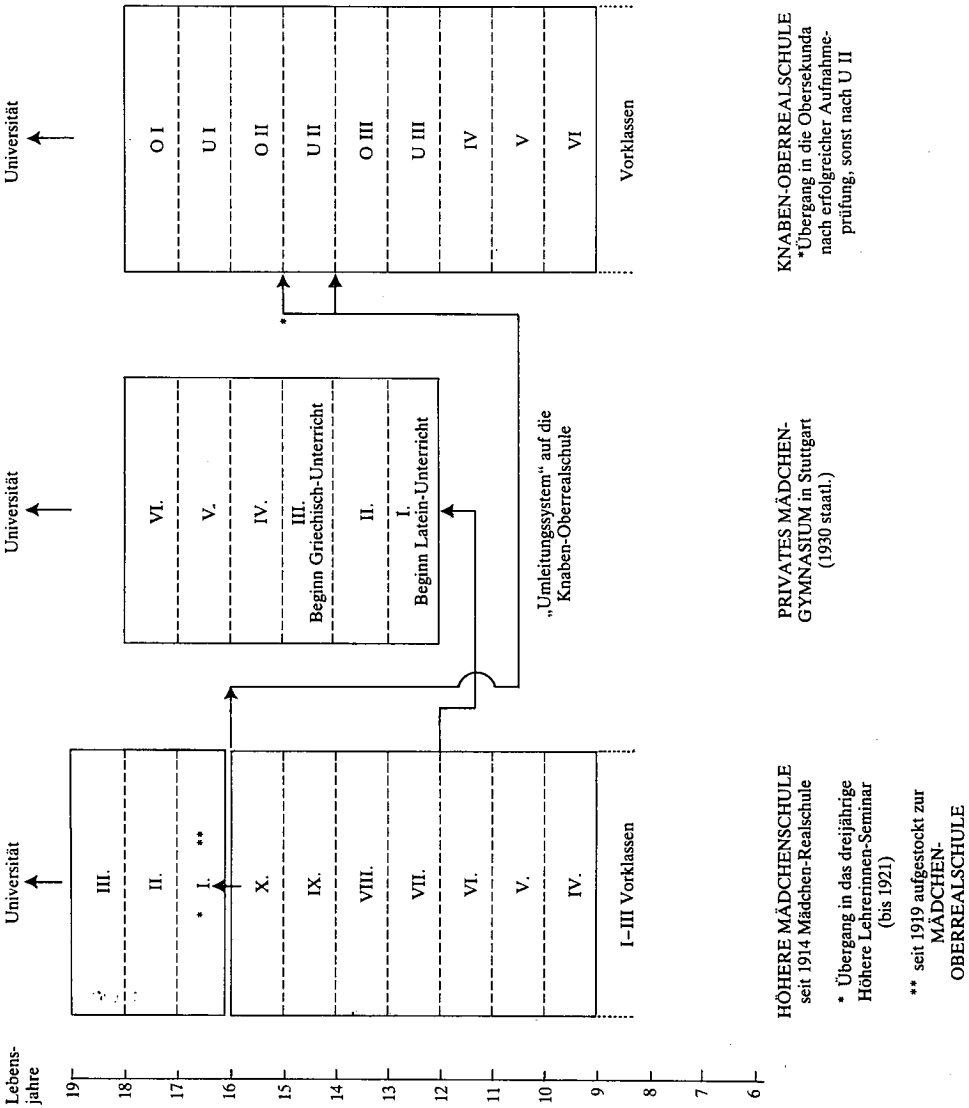 Lebens-
jahre
19
18
17
16
15
14
13
12
11
10
9
8
7
6
Universität
III.
II.
* I. **
X.
IX.
VIII.
VII.
VI.
V.
IV.
I–III Vorklassen
HÖHERE MÄDCHENSCHULE
seit 1914 Mädchen-Realschule
* Übergang in das dreijährige
Höhere Lehrerinnen-Seminar
(bis 1921)
** seit 1919 aufgestockt zur
MÄDCHEN-
OBERREALSCHULE
Universität
VI.
V.
IV.
III.
Beginn Griechisch-Unterricht
II.
I.
Beginn Latein-Unterricht
„Umleitungssystem“ auf die
Knaben-Oberrealschule
PRIVATES MÄDCHEN-
GYMNASIUM in Stuttgart
(1930 staatl.)
Universität
O I
U I
O II
U II
O III
U III
IV
V
VI
*
Vorklassen
KNABEN-OBERREALSCHULE
*Übergang in die Obersekunda
nach erfolgreicher Aufnahme-
prüfung, sonst nach U II